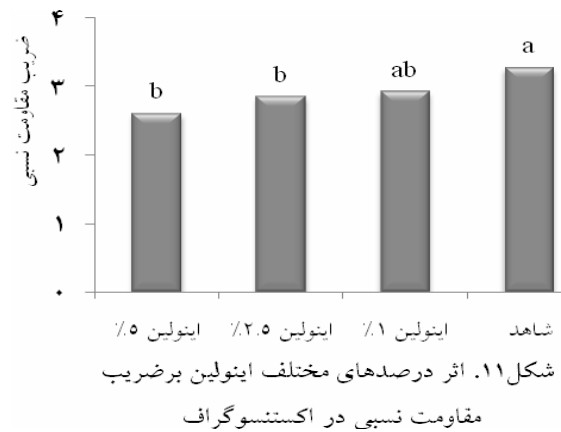 ضریب مقاومت نسبی
۴
۳
۲
۱
۰
b b ab a
شاهد اینولین ۱٪ اینولین ۲.۵٪ اینولین ۵٪
شکل۱۱. اثر درصدهای مختلف اینولین برضریب
مقاومت نسبی در اکستنسوگراف